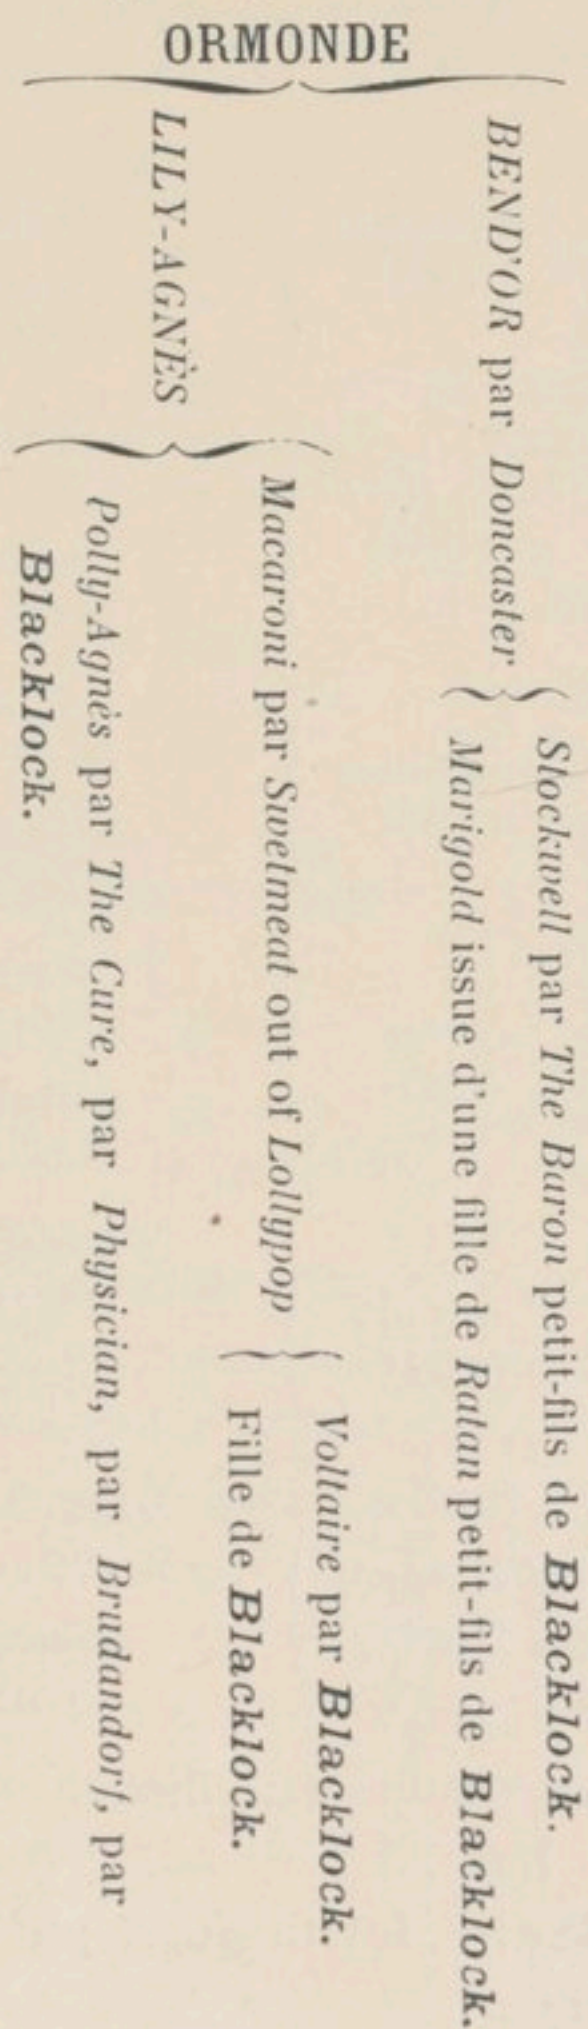 ORMONDE
BEND'OR par Doncaster
Stockwell par The Baron petit-fils de Blacklock.
Marigold issue d'une fille de Ratan petit-fils de Blacklock.
LILY-AGNÈS
Macaroni par Swetmeat out of Lollypop
Voltaire par Blacklock.
Fille de Blacklock.
Polly-Agnès par The Cure, par Physician, par Brudandorf, par
Blacklock.